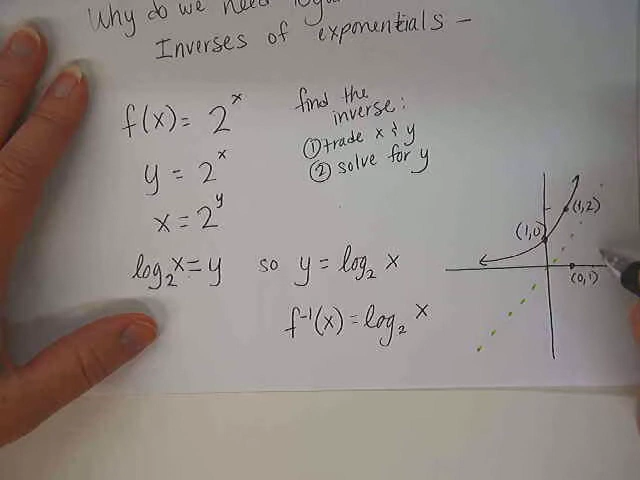 Why do we need
Inverses of exponentials -
f(x) = 2^x
y = 2^x
x = 2^y
log₂x = y so y = log₂ x
f⁻¹(x) = log₂ x
find the
inverse:
① trade x & y
② solve for y
(1,2)
(1,0)
(0,1)